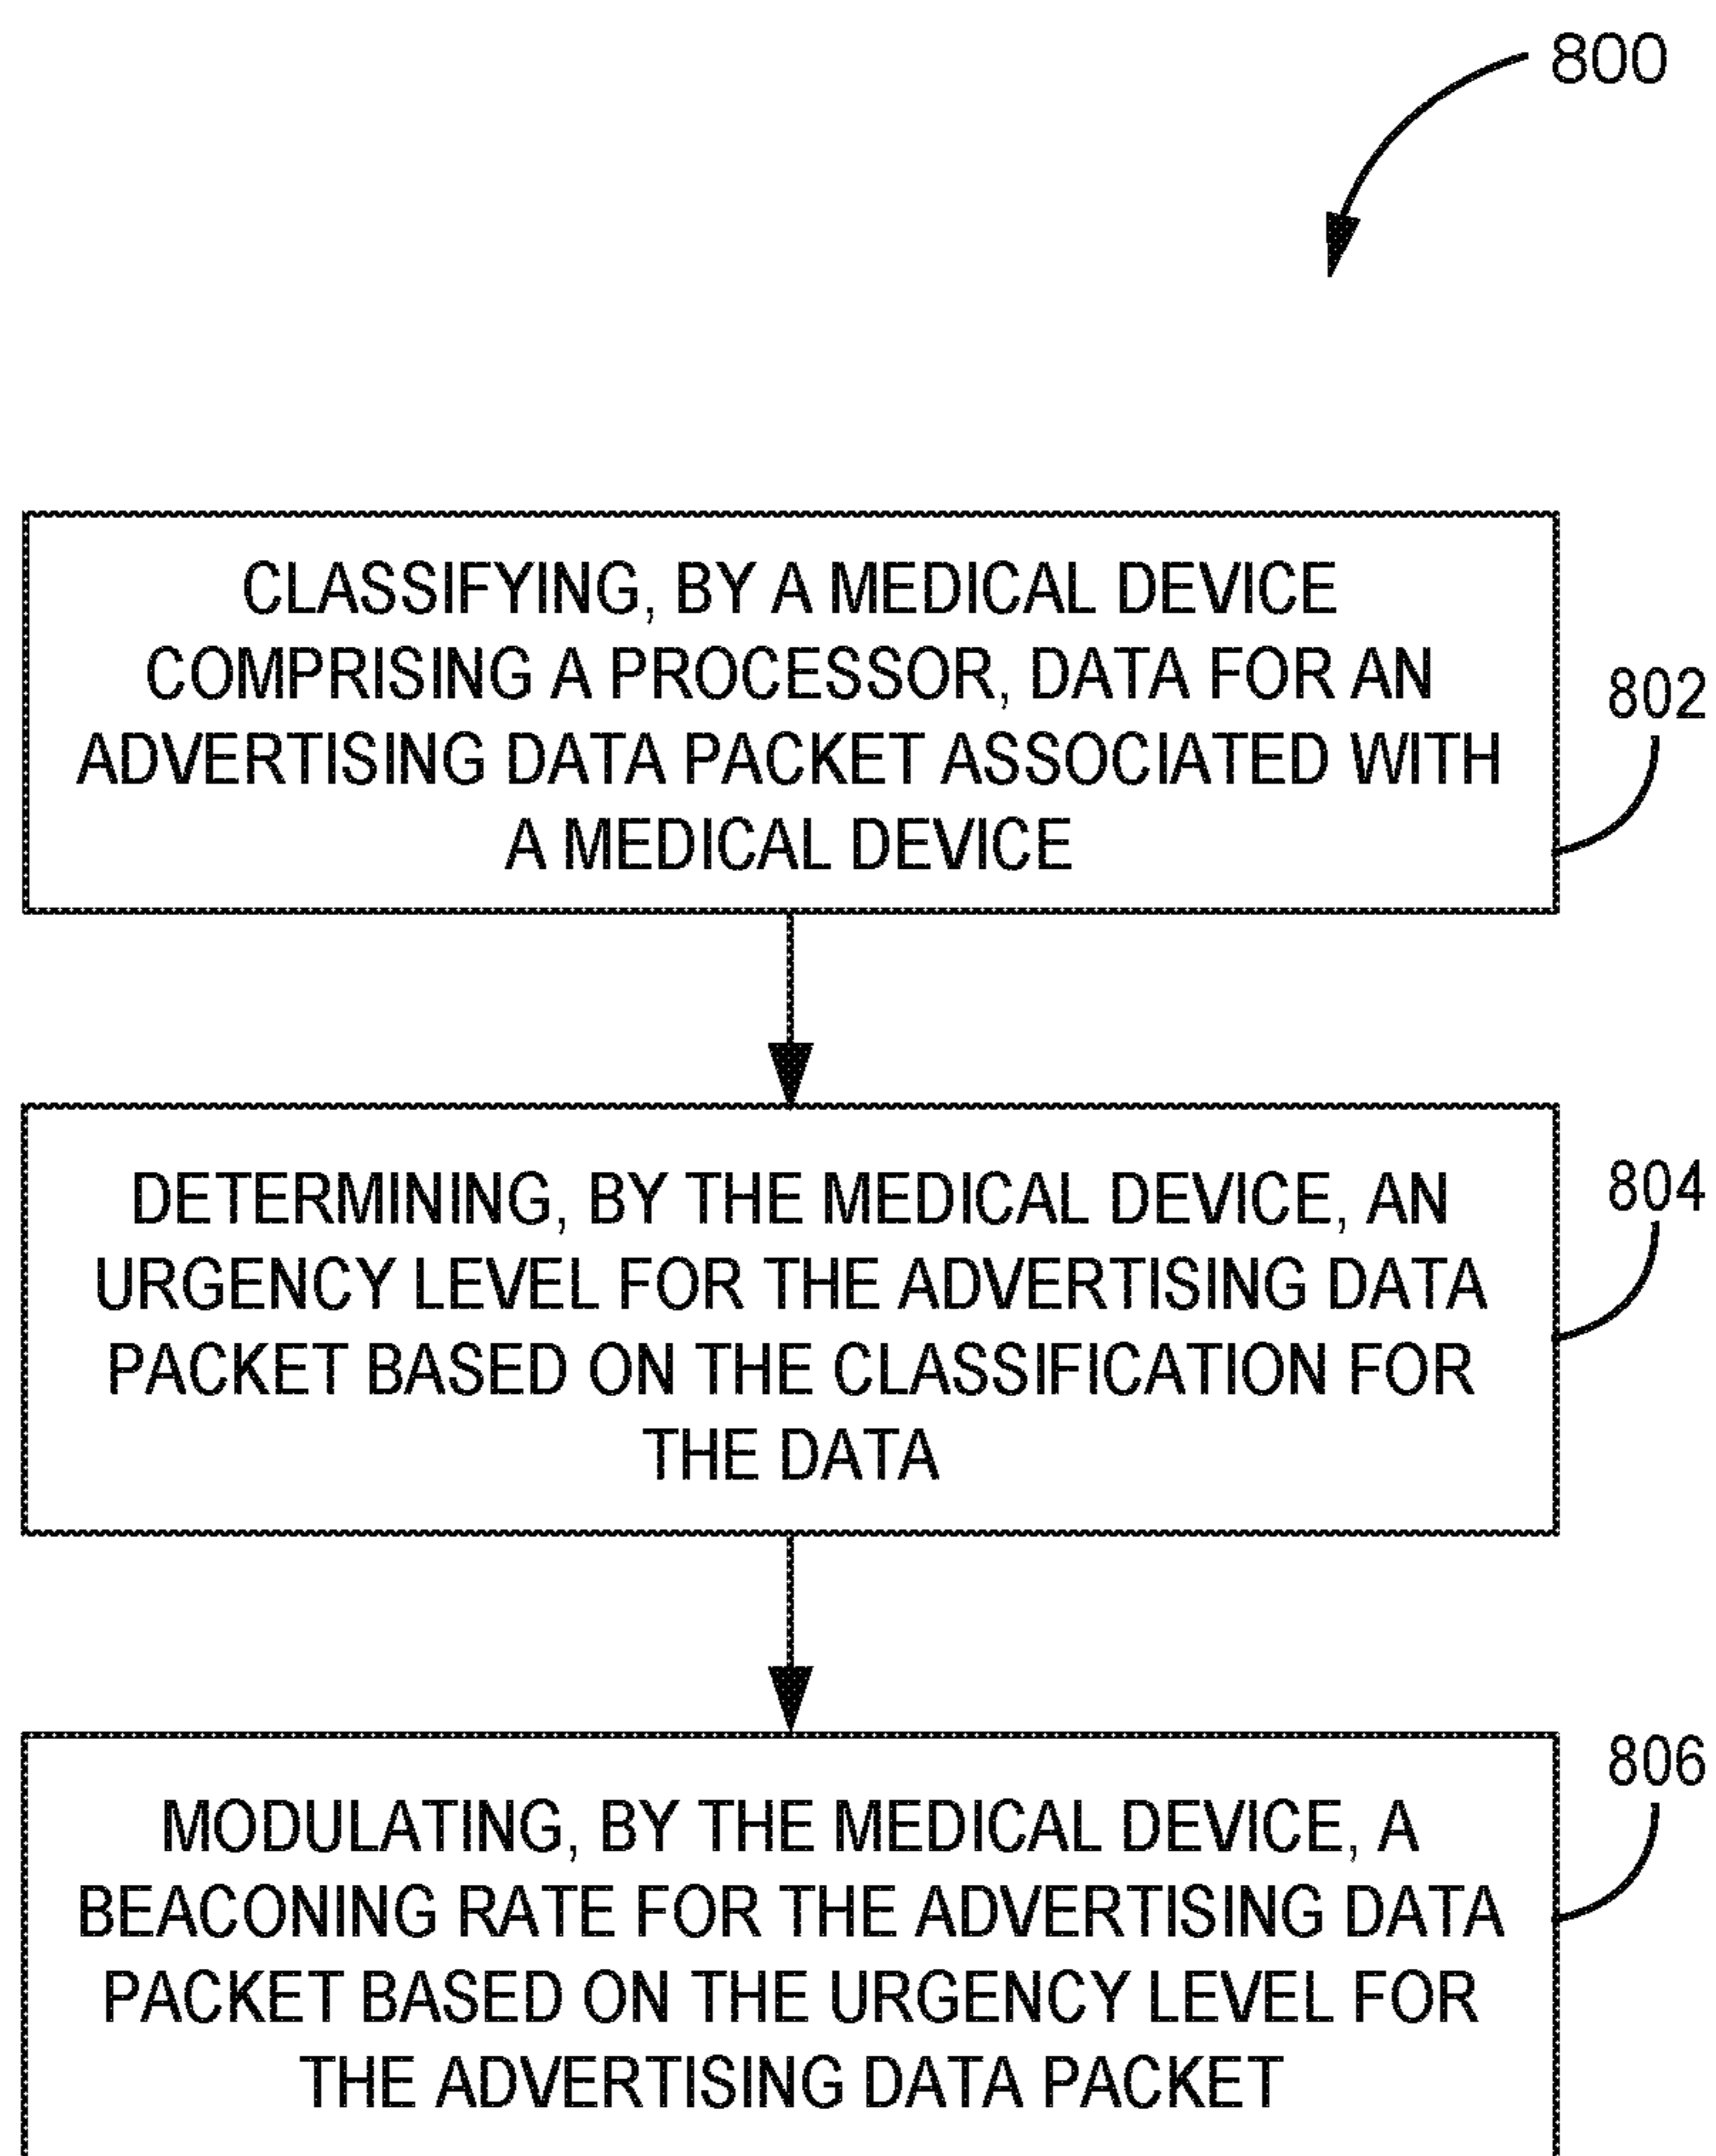 800
CLASSIFYING, BY A MEDICAL DEVICE
COMPRISING A PROCESSOR, DATA FOR AN
ADVERTISING DATA PACKET ASSOCIATED WITH
A MEDICAL DEVICE
802
DETERMINING, BY THE MEDICAL DEVICE, AN
URGENCY LEVEL FOR THE ADVERTISING DATA
PACKET BASED ON THE CLASSIFICATION FOR
THE DATA
804
MODULATING, BY THE MEDICAL DEVICE, A
BEACONING RATE FOR THE ADVERTISING DATA
PACKET BASED ON THE URGENCY LEVEL FOR
THE ADVERTISING DATA PACKET
806